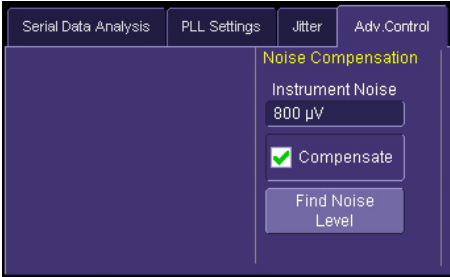 Serial Data Analysis
PLL Settings
Jitter
Adv.Control
Noise Compensation
Instrument Noise
800 µV
Compensate
Find Noise
Level